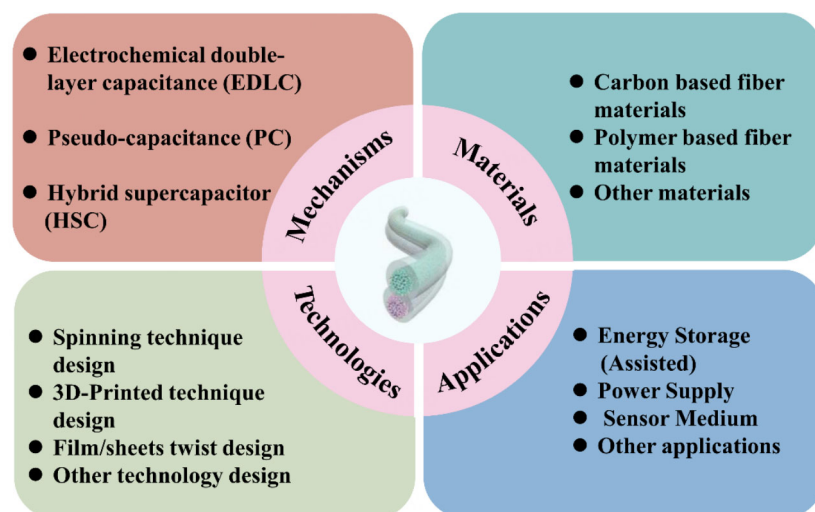 ● Electrochemical double-
layer capacitance (EDLC)
● Pseudo-capacitance (PC)
● Hybrid supercapacitor
(HSC)
● Carbon based fiber
materials
● Polymer based fiber
materials
● Other materials
Mechanisms
Materials
Technologies
Applications
● Spinning technique
design
● 3D-Printed technique
design
● Film/sheets twist design
● Other technology design
● Energy Storage
(Assisted)
● Power Supply
● Sensor Medium
● Other applications